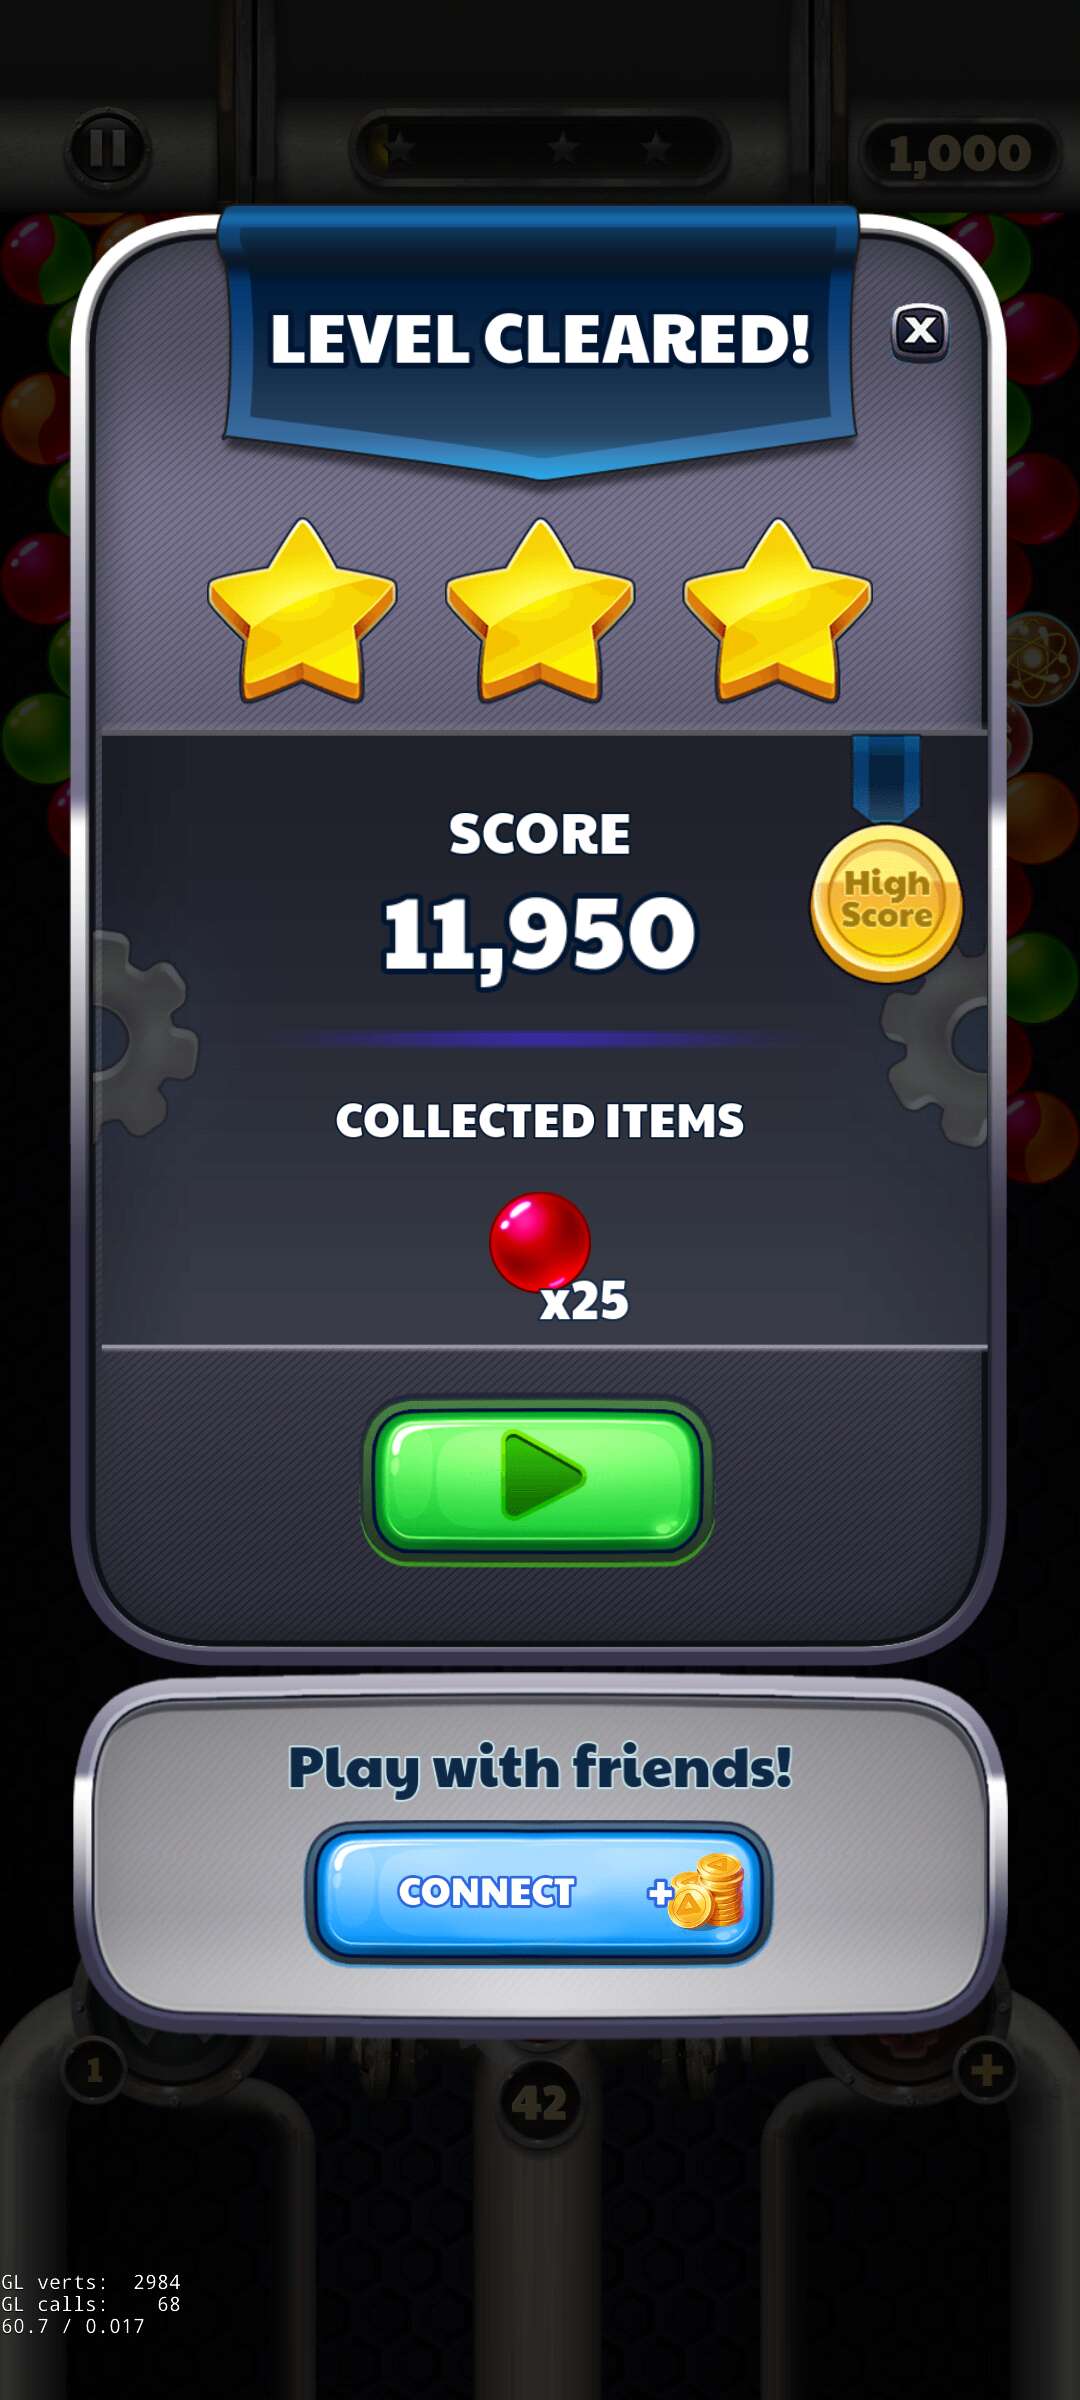 1,000
LEVEL CLEARED!
X
SCORE
11,950
High
Score
COLLECTED ITEMS
x25
Play with friends!
CONNECT +
1
42
+
GL verts: 2984
GL calls: 68
60.7 / 0.017